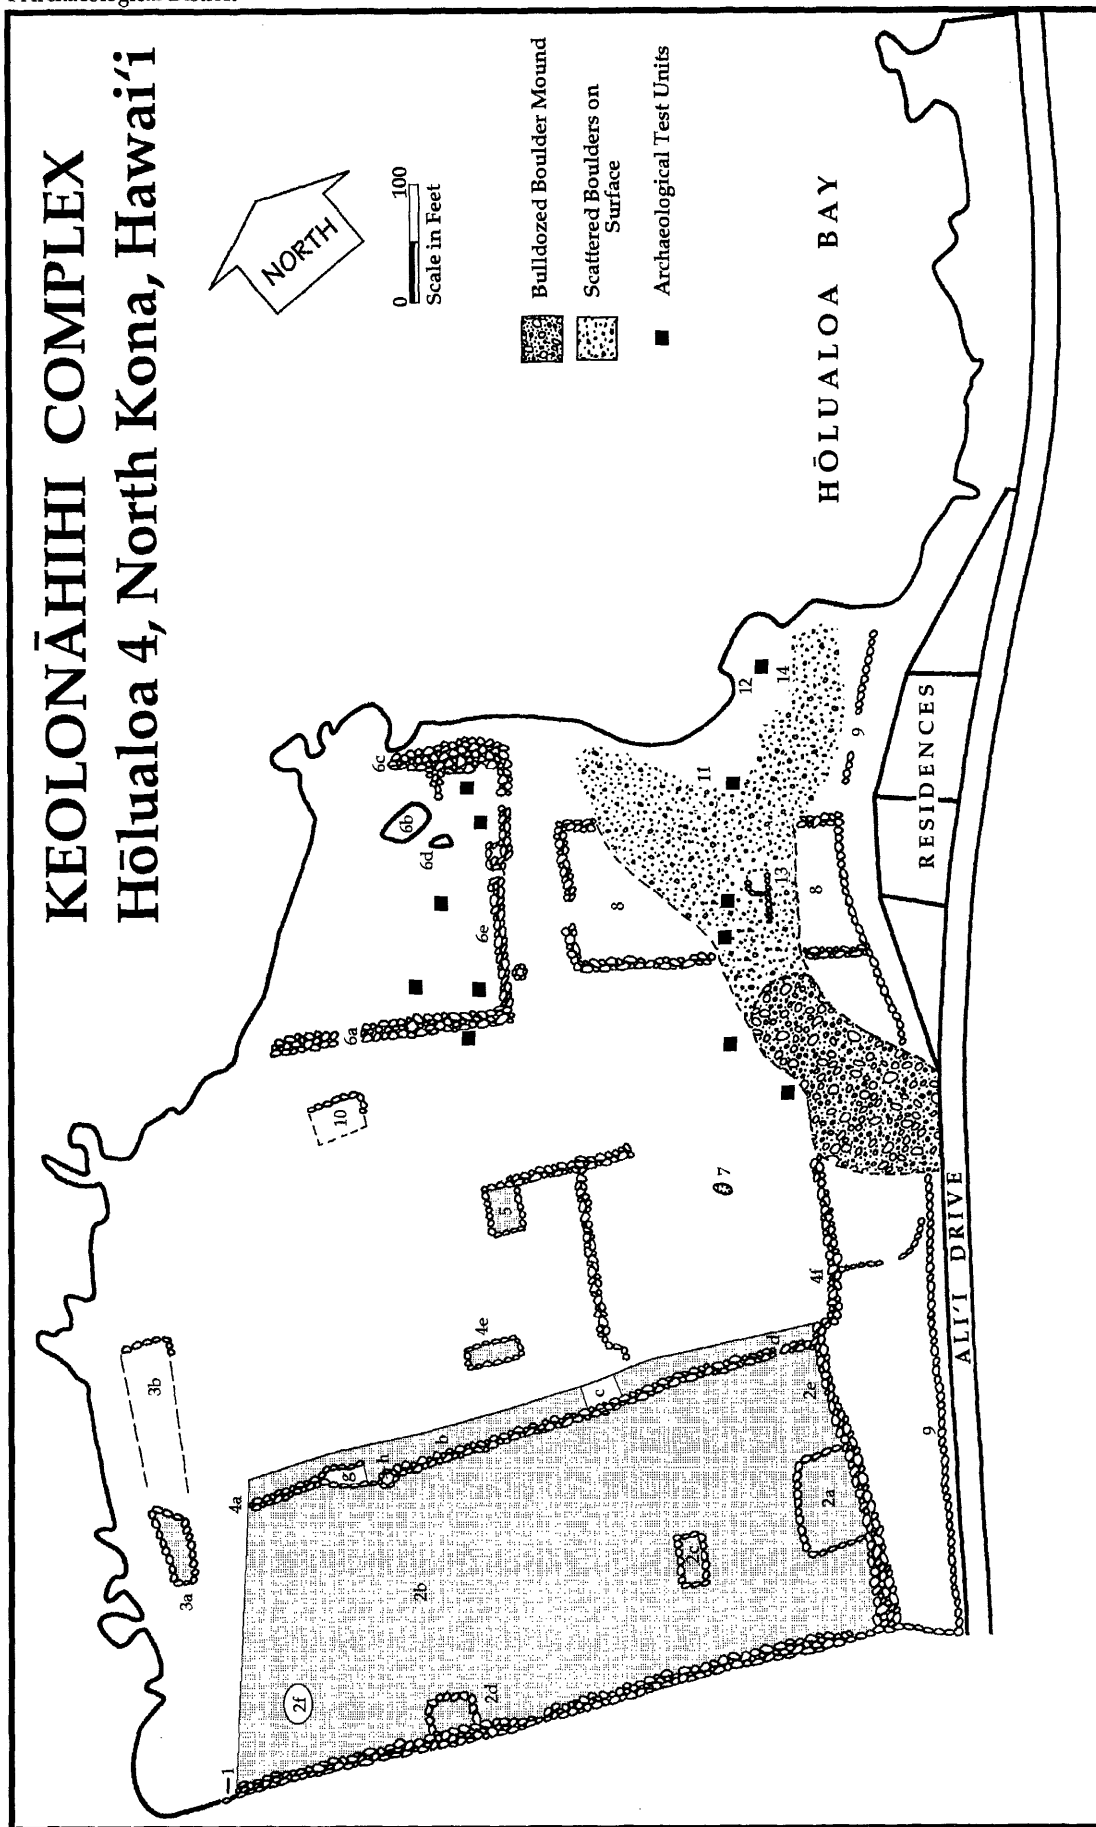 KEOLONĀHIHI COMPLEX
Hōlualoa 4, North Kona, Hawai‘i
NORTH
0 100
Scale in Feet
Bulldozed Boulder Mound
Scattered Boulders on
Surface
Archaeological Test Units
HŌLUALOA BAY
RESIDENCES
ALI‘I DRIVE
1
2a
2b
2c
2d
2e
2f
3a
3b
4a
b
c
d
4e
4f
g
h
5
6a
6b
6c
6d
6e
7
8
8
9
9
10
11
12
13
14